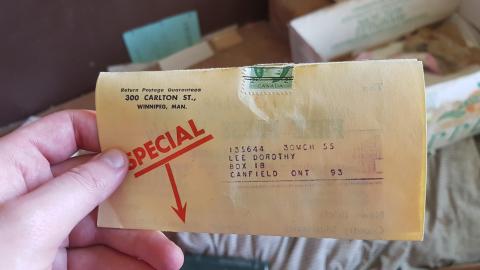 Return Postage Guaranteed
300 CARLTON ST.,
WINNIPEG, MAN.
CANADA
SPECIAL
135644 30MCH 55
LEE DOROTHY
BOX 18
CANFIELD ONT 93